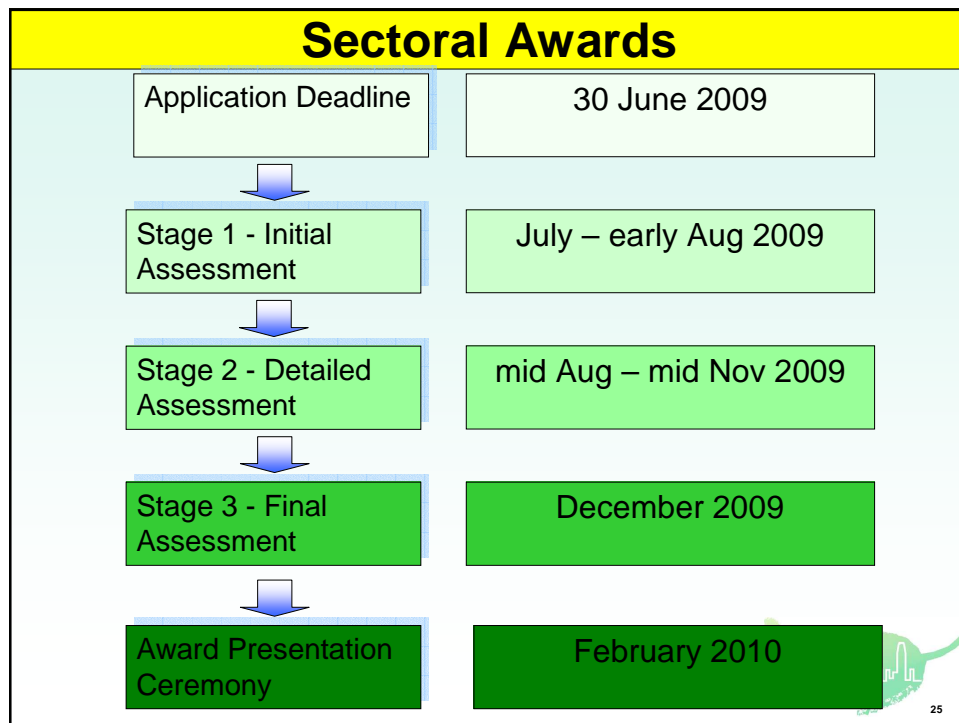 Sectoral Awards
Application Deadline
30 June 2009
Stage 1 - Initial
Assessment
July – early Aug 2009
Stage 2 - Detailed
Assessment
mid Aug – mid Nov 2009
Stage 3 - Final
Assessment
December 2009
Award Presentation
Ceremony
February 2010
25